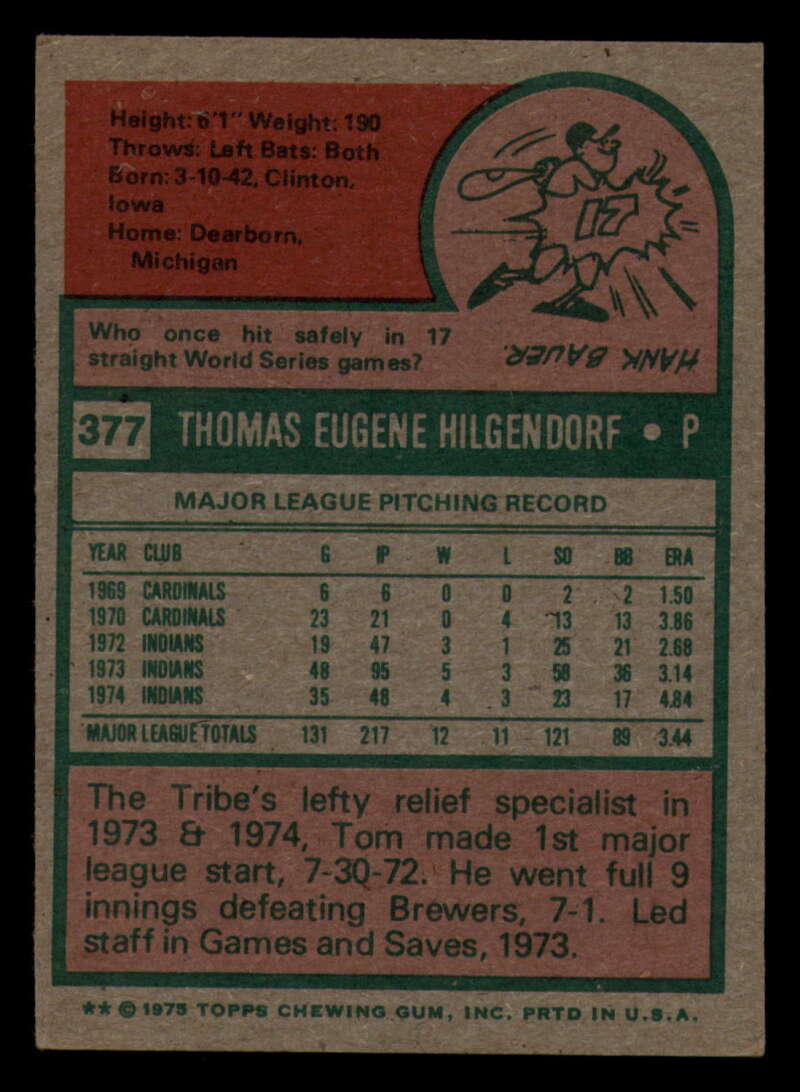 Height: 6'1" Weight: 190
Throws: Left Bats: Both
Born: 3-10-42, Clinton,
Iowa
Home: Dearborn,
Michigan
17
Who once hit safely in 17
straight World Series games?
HANK BAUER.
377 THOMAS EUGENE HILGENDORF • P
MAJOR LEAGUE PITCHING RECORD
YEAR CLUB G IP W L SO BB ERA
1969 CARDINALS 6 6 0 0 2 2 1.50
1970 CARDINALS 23 21 0 4 13 13 3.86
1972 INDIANS 19 47 3 1 25 21 2.68
1973 INDIANS 48 95 5 3 58 36 3.14
1974 INDIANS 35 48 4 3 23 17 4.84
MAJOR LEAGUE TOTALS 131 217 12 11 121 89 3.44
The Tribe's lefty relief specialist in
1973 & 1974, Tom made 1st major
league start, 7-30-72. He went full 9
innings defeating Brewers, 7-1. Led
staff in Games and Saves, 1973.
** © 1975 TOPPS CHEWING GUM, INC. PRTD IN U.S.A.